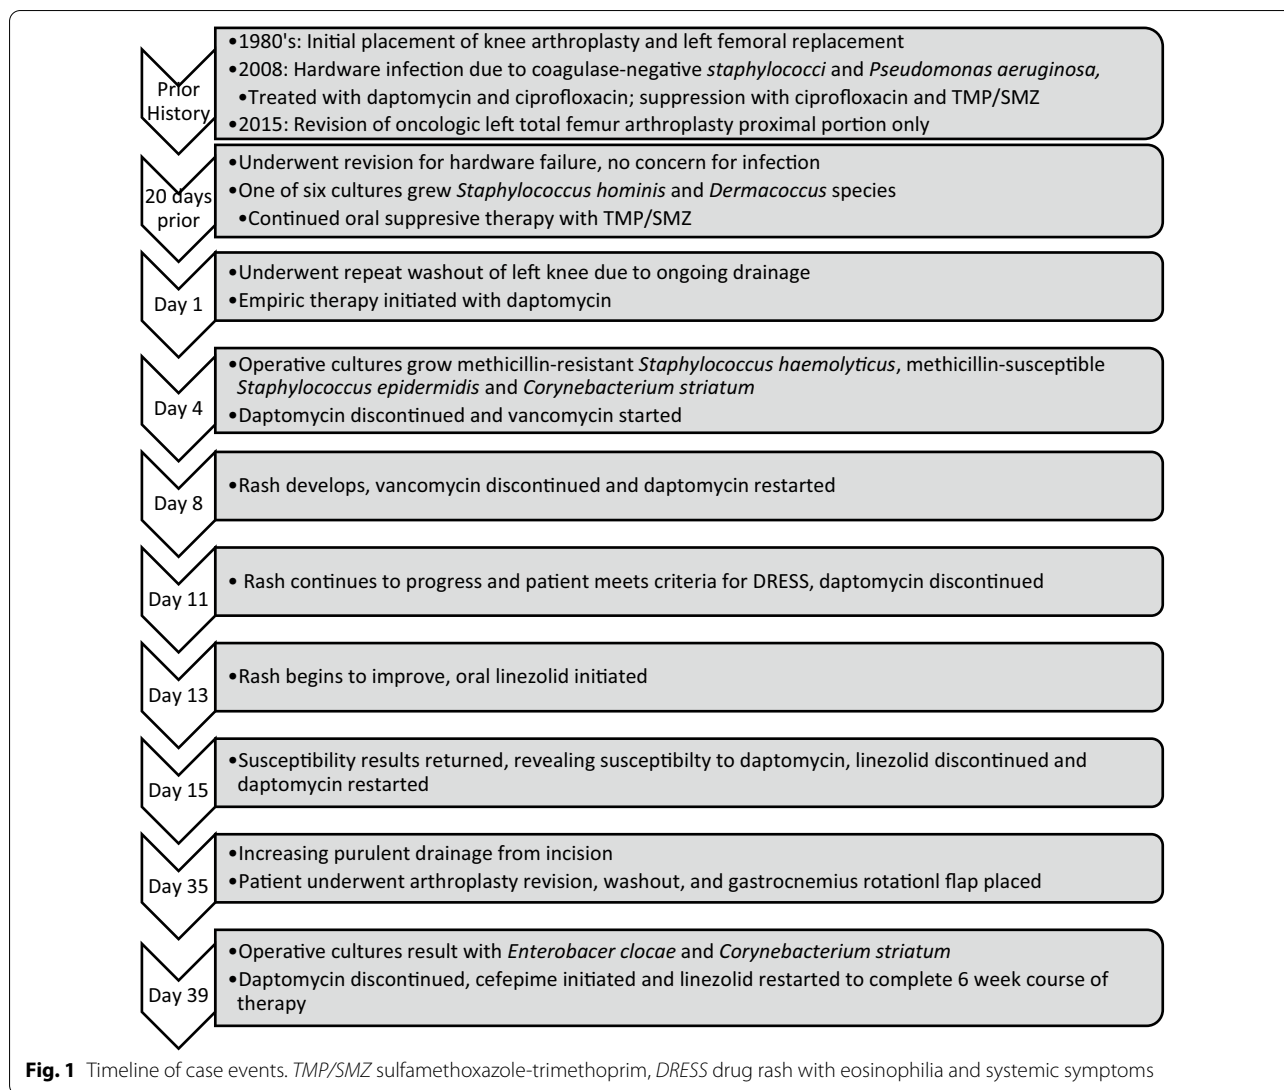 Prior
History
•1980's: Initial placement of knee arthroplasty and left femoral replacement
•2008: Hardware infection due to coagulase-negative staphylococci and Pseudomonas aeruginosa,
•Treated with daptomycin and ciprofloxacin; suppression with ciprofloxacin and TMP/SMZ
•2015: Revision of oncologic left total femur arthroplasty proximal portion only
20 days
prior
•Underwent revision for hardware failure, no concern for infection
•One of six cultures grew Staphylococcus hominis and Dermacoccus species
•Continued oral suppresive therapy with TMP/SMZ
Day 1
•Underwent repeat washout of left knee due to ongoing drainage
•Empiric therapy initiated with daptomycin
Day 4
•Operative cultures grow methicillin-resistant Staphylococcus haemolyticus, methicillin-susceptible
Staphylococcus epidermidis and Corynebacterium striatum
•Daptomycin discontinued and vancomycin started
Day 8
•Rash develops, vancomycin discontinued and daptomycin restarted
Day 11
• Rash continues to progress and patient meets criteria for DRESS, daptomycin discontinued
Day 13
•Rash begins to improve, oral linezolid initiated
Day 15
•Susceptibility results returned, revealing susceptibilty to daptomycin, linezolid discontinued and
daptomycin restarted
Day 35
•Increasing purulent drainage from incision
•Patient underwent arthroplasty revision, washout, and gastrocnemius rotationl flap placed
Day 39
•Operative cultures result with Enterobacer clocae and Corynebacterium striatum
•Daptomycin discontinued, cefepime initiated and linezolid restarted to complete 6 week course of
therapy
Fig. 1 Timeline of case events. TMP/SMZ sulfamethoxazole-trimethoprim, DRESS drug rash with eosinophilia and systemic symptoms